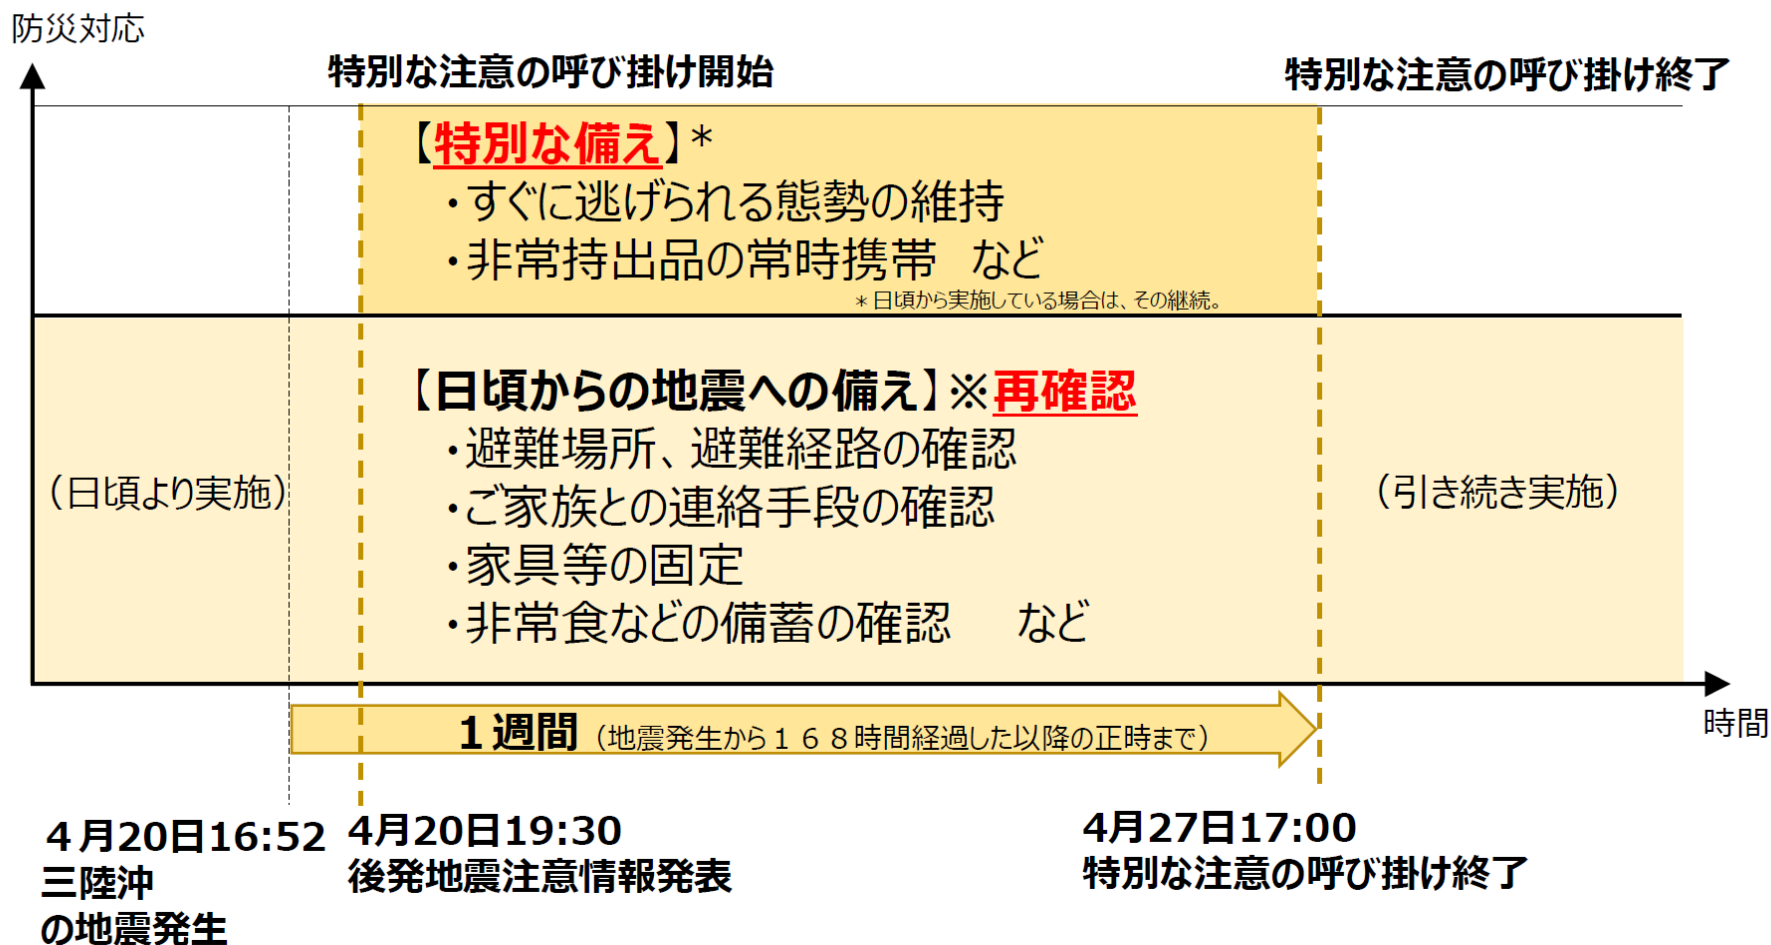 防災対応
特別な注意の呼び掛け開始
特別な注意の呼び掛け終了
【特別な備え】*
・すぐに逃げられる態勢の維持
・非常持出品の常時携帯　など
*日頃から実施している場合は、その継続。
【日頃からの地震への備え】※再確認
・避難場所、避難経路の確認
・ご家族との連絡手段の確認
・家具等の固定
・非常食などの備蓄の確認　など
（日頃より実施）
（引き続き実施）
１週間（地震発生から１６８時間経過した以降の正時まで）
時間
４月20日16:52
三陸沖
の地震発生
4月20日19:30
後発地震注意情報発表
4月27日17:00
特別な注意の呼び掛け終了